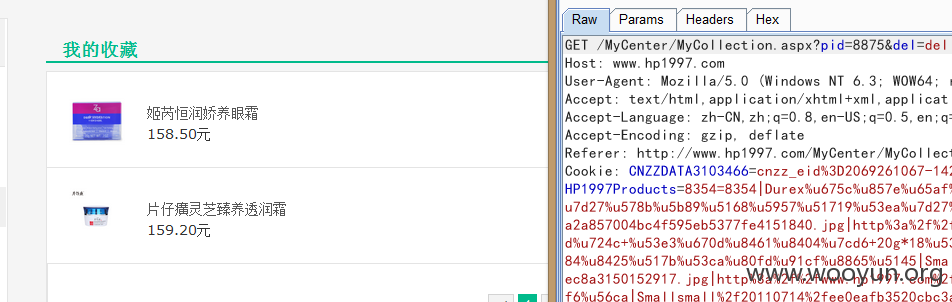 我的收藏
姬芮恒润娇养眼霜
158.50元
片仔癀灵芝臻养透润霜
159.20元
Raw
Params
Headers
Hex
GET /MyCenter/MyCollection.aspx?pid=8875&del=del
Host: www.hp1997.com
User-Agent: Mozilla/5.0 (Windows NT 6.3; WOW64;
Accept: text/html,application/xhtml+xml,applicat
Accept-Language: zh-CN,zh;q=0.8,en-US;q=0.5,en;q=
Accept-Encoding: gzip, deflate
Referer: http://www.hp1997.com/MyCenter/MyCollect
Cookie: CNZZDATA3103466=cnzz_eid%3D2069261067-142
HP1997Products=8354=8354|Durex%u675c%u857e%u65af%
u7d27%u578b%u5b89%u5168%u5957%u51719%u53ea%u7d27%
a2a857004bc4f595eb5377fe4151840.jpg|http%3a%2f%2f
d%u724c+%u53e3%u670d%u8461%u8404%u7cd6+20g*18%u5
84%u8425%u517b%u53ca%u80fd%u91cf%u8865%u5145|Sma
ec8a3150152917.jpg|http%3a%2f%2fwww.hp1997.com%2
f6%u56ca|Smallsmall%2f20110714%2fee0eafb3520cbc3
www.wooyun.org